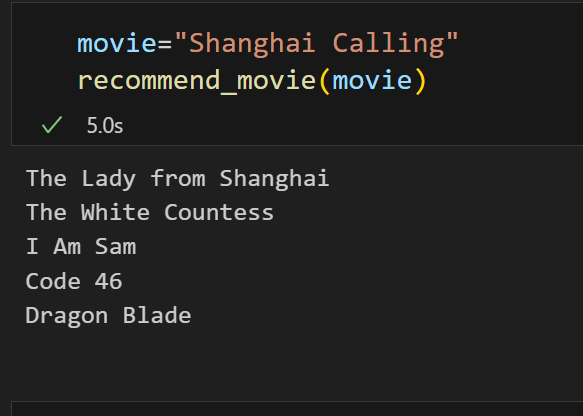 movie="Shanghai Calling"
recommend_movie(movie)
5.0s
The Lady from Shanghai
The White Countess
I Am Sam
Code 46
Dragon Blade